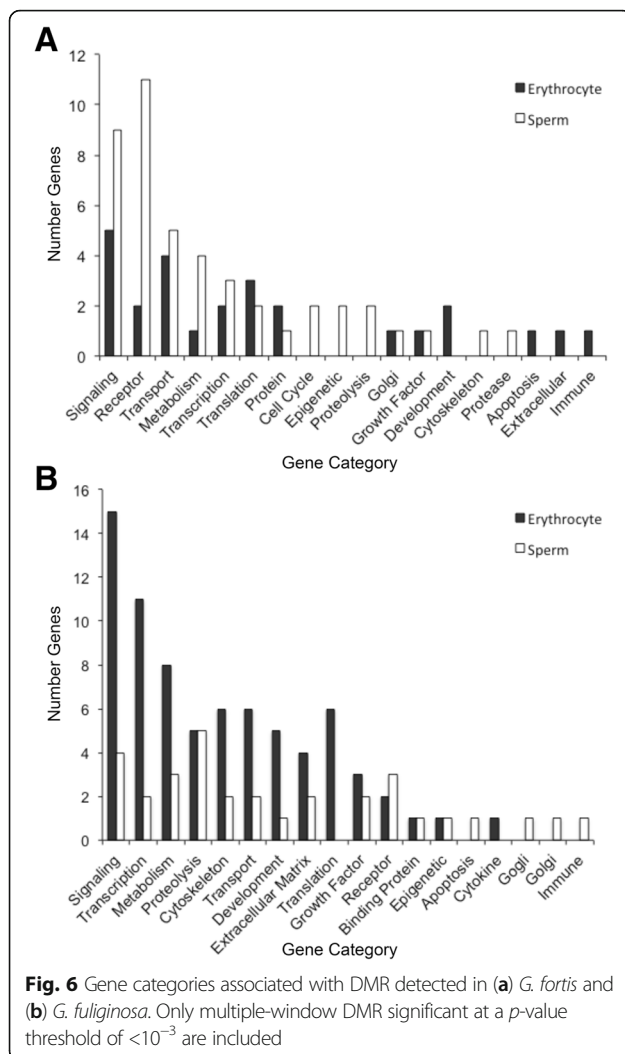 A
12
10
8
6
4
2
0
Number Genes
Erythrocyte
Sperm
Signaling
Receptor
Transport
Metabolism
Transcription
Translation
Protein
Cell Cycle
Epigenetic
Proteolysis
Golgi
Growth Factor
Development
Cytoskeleton
Protease
Apoptosis
Extracellular
Immune
Gene Category
B
16
14
12
10
8
6
4
2
0
Number Genes
Erythrocyte
Sperm
Signaling
Transcription
Metabolism
Proteolysis
Cytoskeleton
Transport
Development
Extracellular Matrix
Translation
Growth Factor
Receptor
Binding Protein
Epigenetic
Apoptosis
Cytokine
Gogli
Golgi
Immune
Gene Category
Fig. 6 Gene categories associated with DMR detected in (a) G. fortis and
(b) G. fuliginosa. Only multiple-window DMR significant at a p-value
threshold of <10⁻³ are included